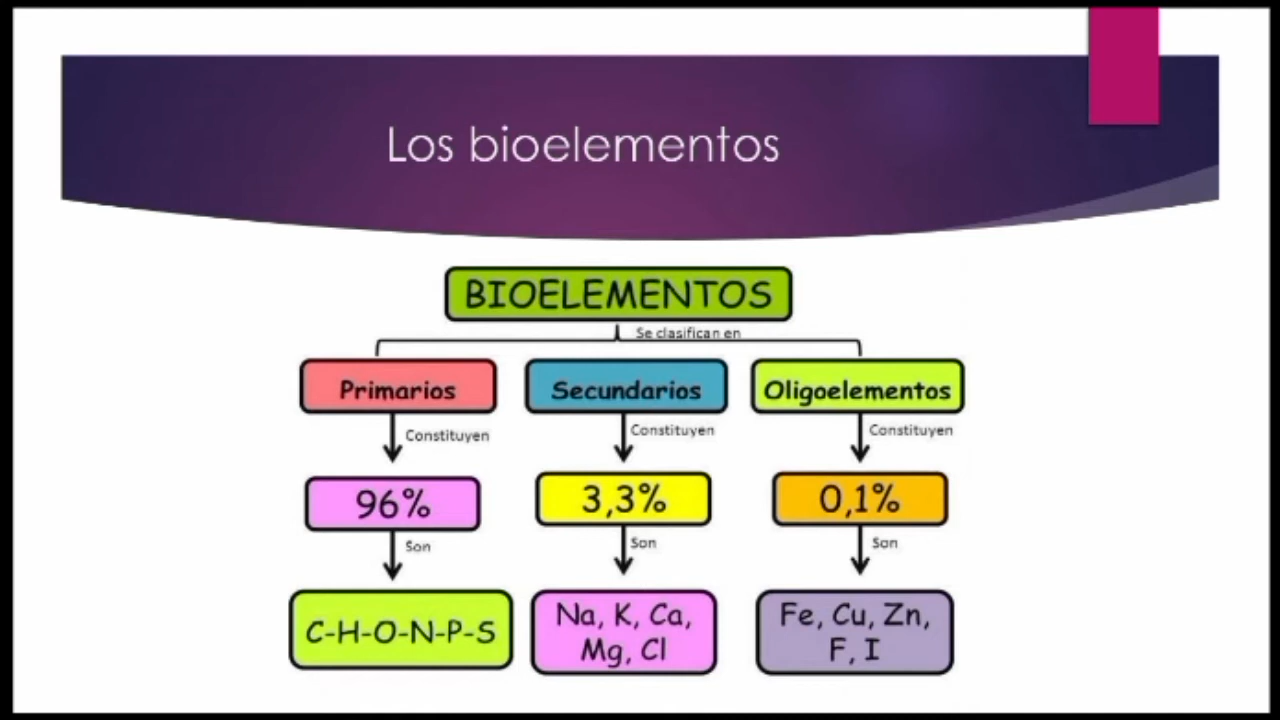 Los bioelementos
BIOELEMENTOS
Se clasifican en
Primarios
Secundarios
Oligoelementos
Constituyen
Constituyen
Constituyen
96%
3,3%
0,1%
Son
Son
Son
C-H-O-N-P-S
Na, K, Ca,
Mg, Cl
Fe, Cu, Zn,
F, I